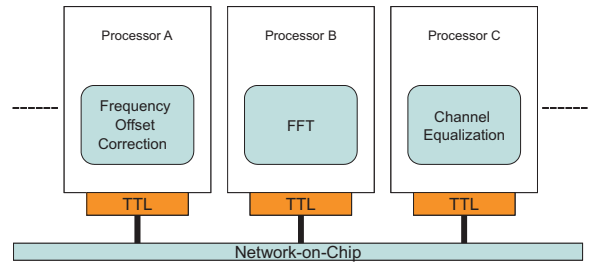 Processor A
Processor B
Processor C
Frequency
Offset
Correction
FFT
Channel
Equalization
TTL
TTL
TTL
Network-on-Chip